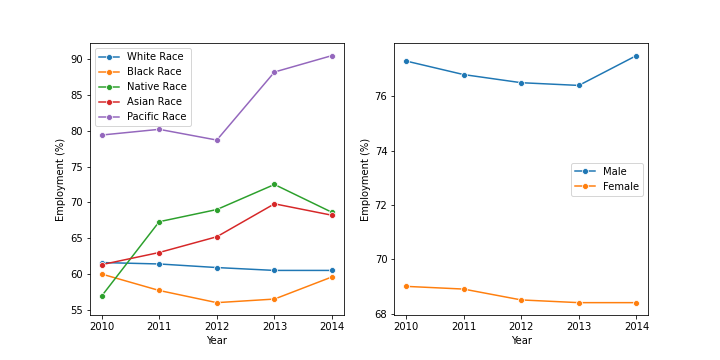 90
85
80
75
70
65
60
55
Employment (%)
White Race
Black Race
Native Race
Asian Race
Pacific Race
2010 2011 2012 2013 2014
Year
76
74
72
70
68
Employment (%)
Male
Female
2010 2011 2012 2013 2014
Year